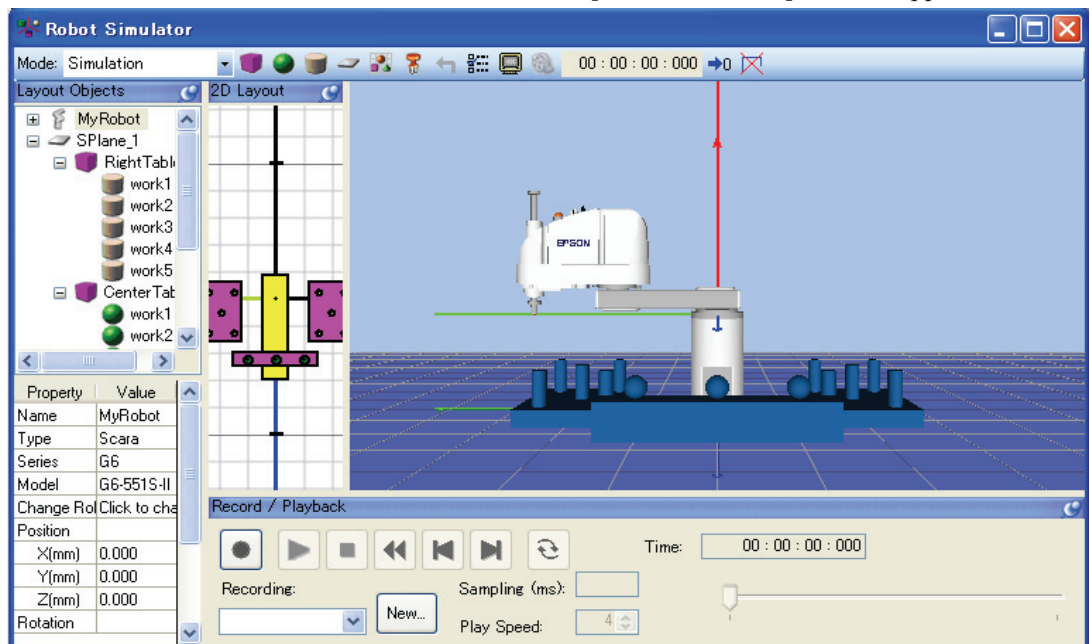 Robot Simulator
Mode: Simulation 00 : 00 : 00 : 000
Layout Objects
MyRobot
SPlane_1
RightTabl
work1
work2
work3
work4
work5
CenterTab
work1
work2
2D Layout
EPSON
Property Value
Name MyRobot
Type Scara
Series G6
Model G6-551S-II
Change Rol Click to cha
Position
X(mm) 0.000
Y(mm) 0.000
Z(mm) 0.000
Rotation
Record / Playback
Time: 00 : 00 : 00 : 000
Recording: Sampling (ms):
New...
Play Speed: 4